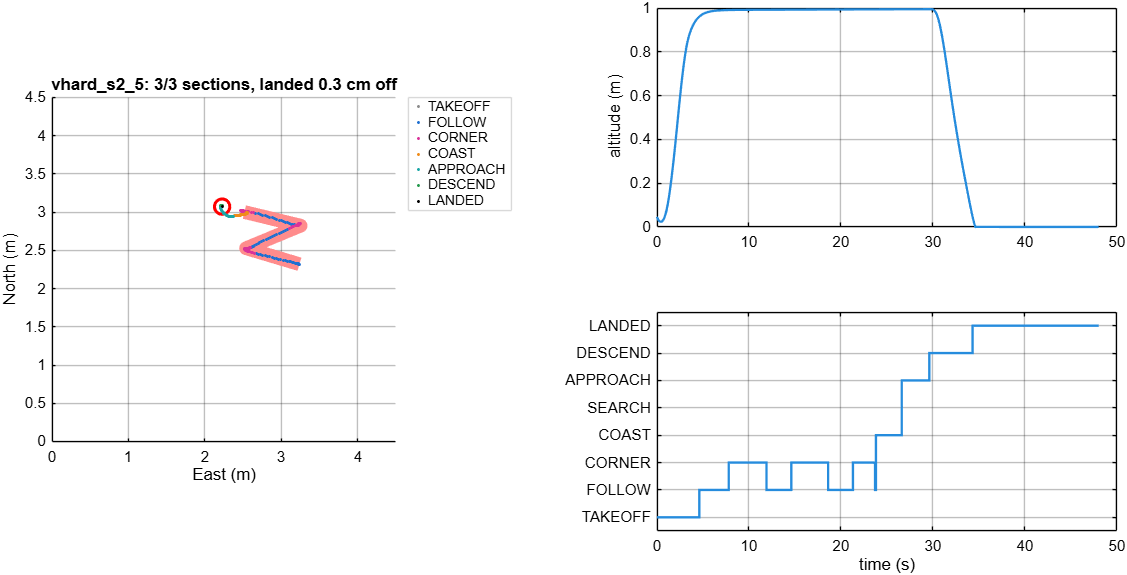 vhard_s2_5: 3/3 sections, landed 0.3 cm off
4.5
4
3.5
3
2.5
2
1.5
1
0.5
0
0 1 2 3 4
North (m)
East (m)
TAKEOFF
FOLLOW
CORNER
COAST
APPROACH
DESCEND
LANDED
1
0.8
0.6
0.4
0.2
0
0 10 20 30 40 50
altitude (m)
LANDED
DESCEND
APPROACH
SEARCH
COAST
CORNER
FOLLOW
TAKEOFF
0 10 20 30 40 50
time (s)